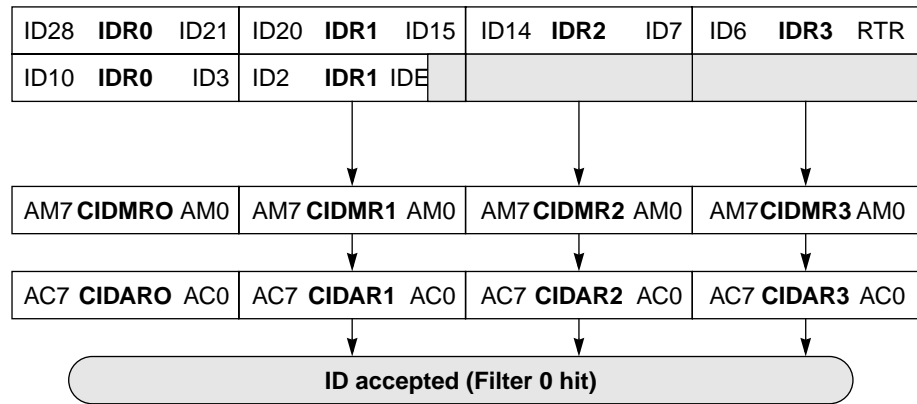 ID28 IDR0 ID21 ID20 IDR1 ID15 ID14 IDR2 ID7 ID6 IDR3 RTR
ID10 IDR0 ID3 ID2 IDR1 IDE
AM7 CIDMRO AM0 AM7 CIDMR1 AM0 AM7 CIDMR2 AM0 AM7 CIDMR3 AM0
AC7 CIDARO AC0 AC7 CIDAR1 AC0 AC7 CIDAR2 AC0 AC7 CIDAR3 AC0
ID accepted (Filter 0 hit)